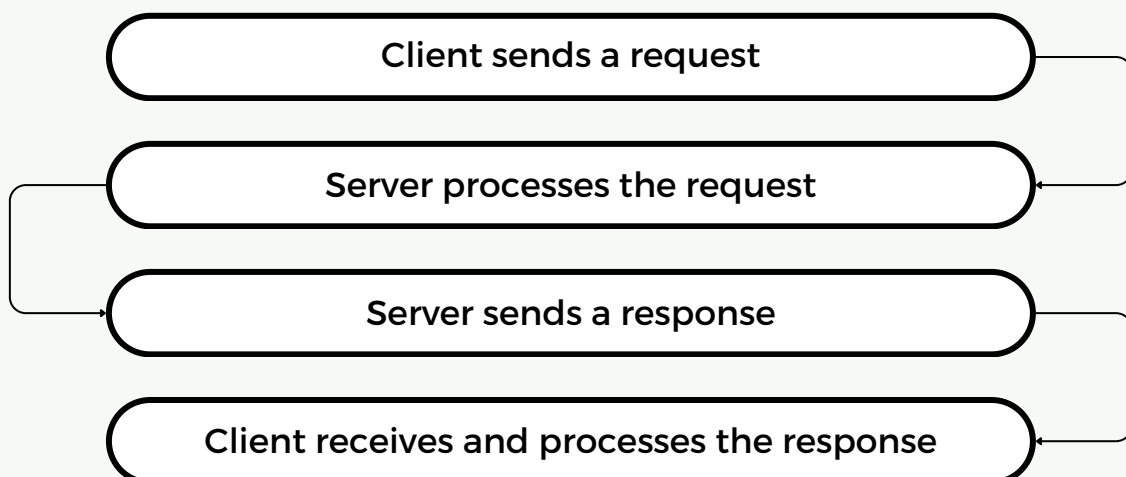 Client sends a request
Server processes the request
Server sends a response
Client receives and processes the response